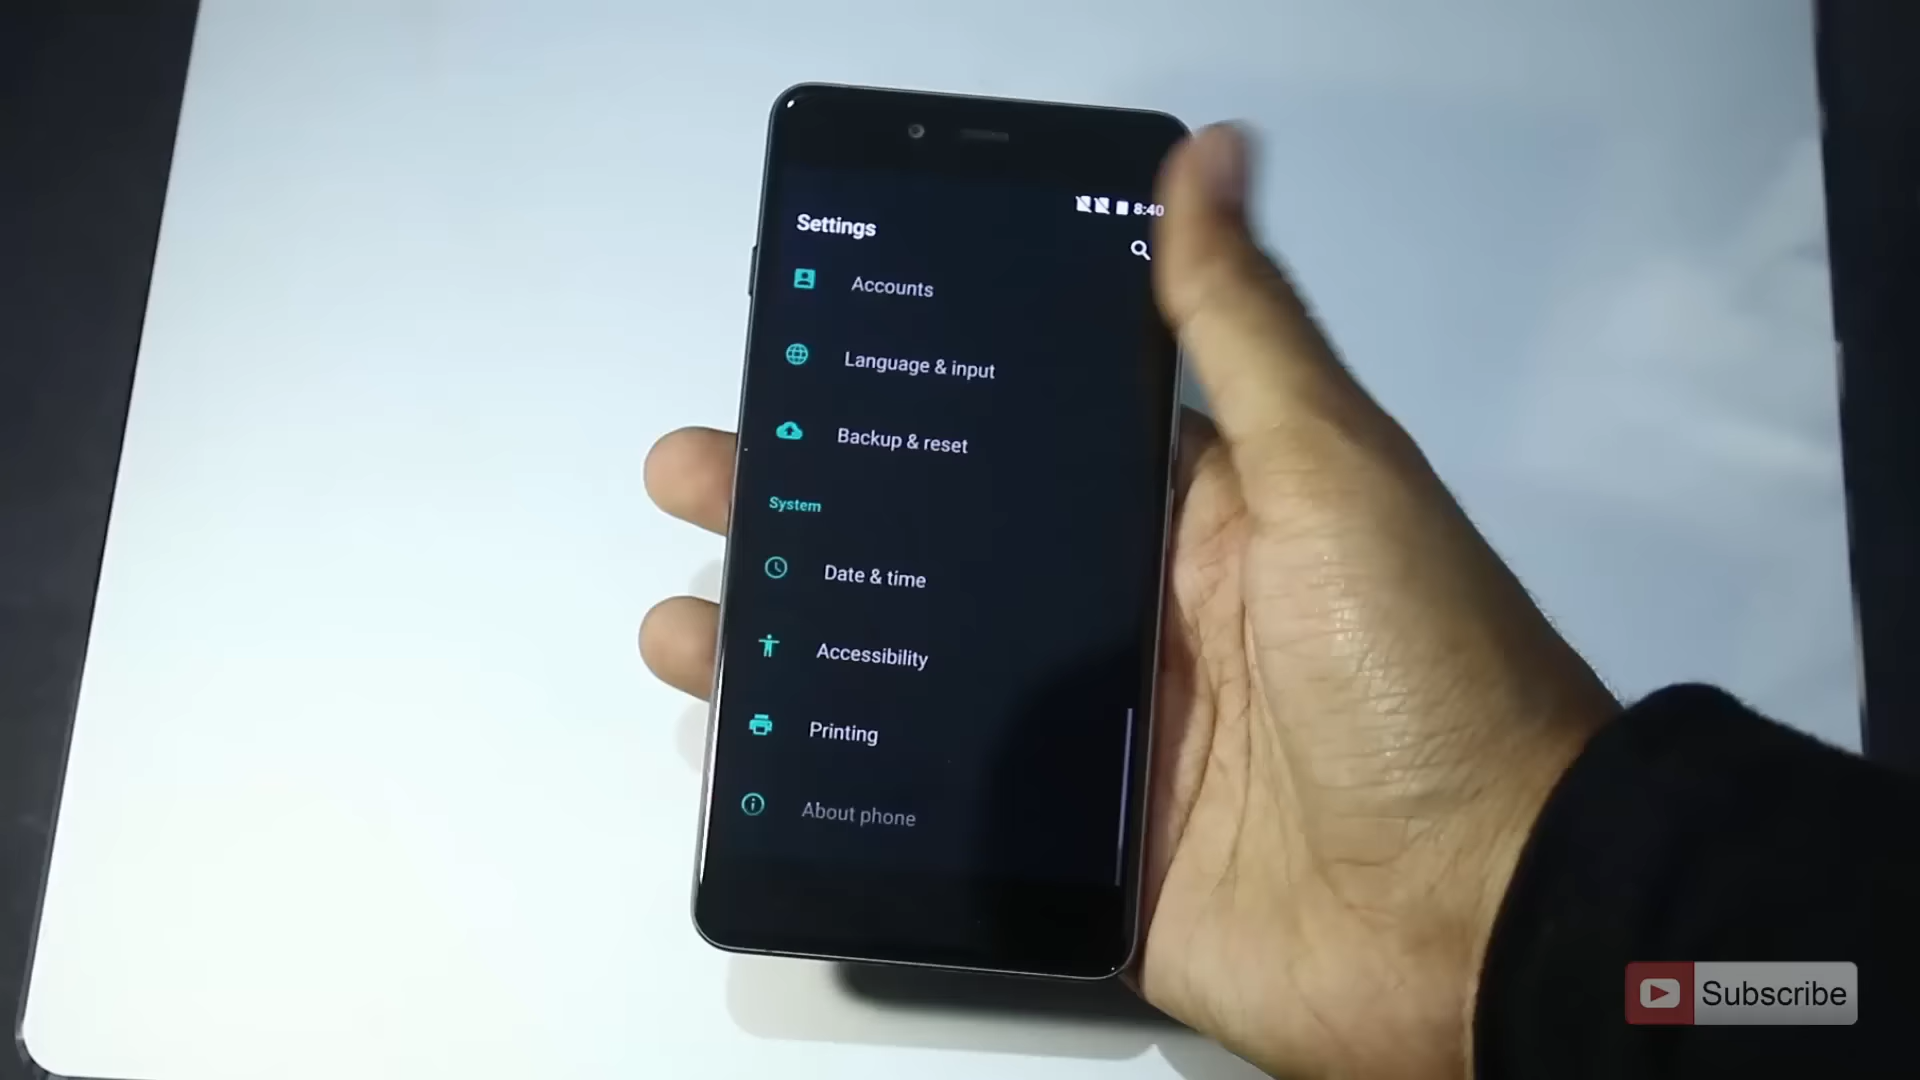 8:40
Settings
Accounts
Language & input
Backup & reset
System
Date & time
Accessibility
Printing
About phone
Subscribe